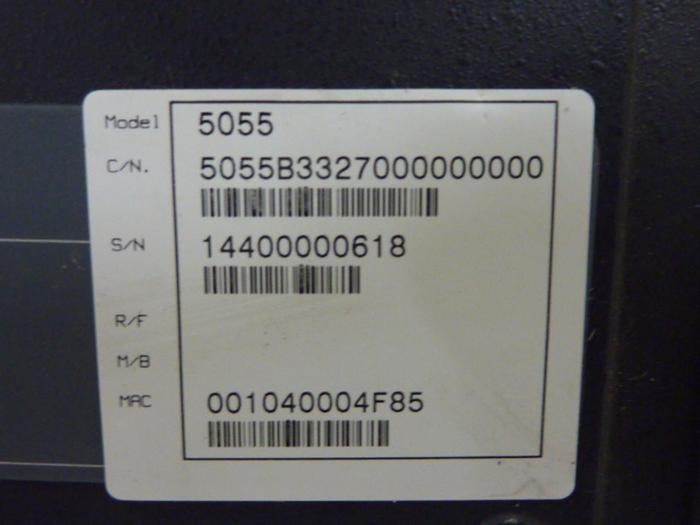 Model 5055
C/N. 5055B3327000000000
S/N 14400000618
R/F
M/B
MAC 001040004F85